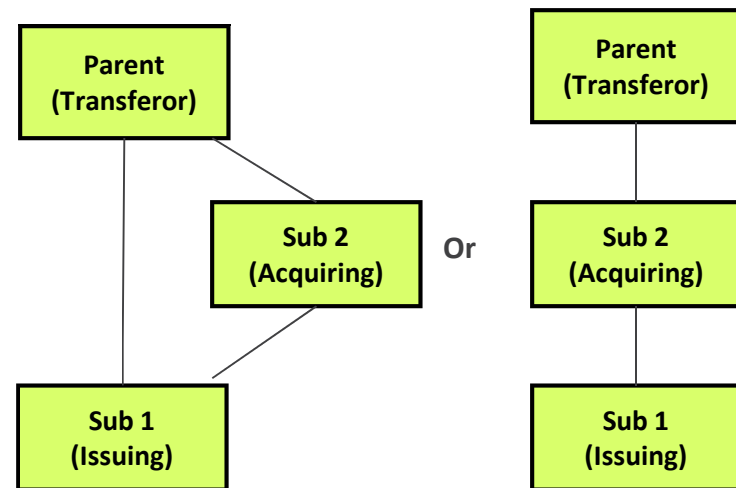 Parent
(Transferor)
Sub 2
(Acquiring)
Sub 1
(Issuing)
Or
Parent
(Transferor)
Sub 2
(Acquiring)
Sub 1
(Issuing)